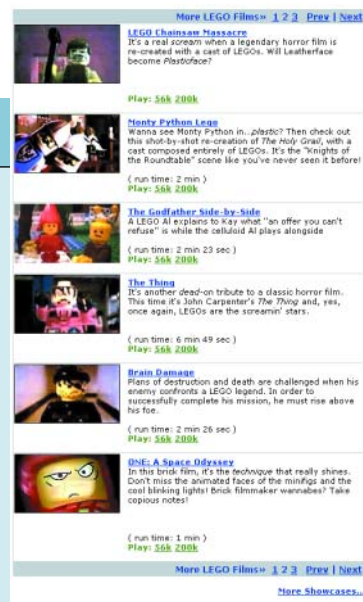 More LEGO Films» 1 2 3 Prev | Next
LEGO Chainsaw Massacre
It's a real scream when a legendary horror film is
re-created with a cast of LEGOs. Will Leatherface
become Plasticface?
Play: 56k 200k
Monty Python Lego
Wanna see Monty Python in...plastic? Then check out
this shot-by-shot re-creation of The Holy Grail, with a
cast composed entirely of LEGOs. It's the "Knights of
the Roundtable" scene like you've never seen it before!
( run time: 2 min )
Play: 56k 200k
The Godfather Side-by-Side
A LEGO Al explains to Kay what "an offer you can't
refuse" is while the celluloid Al plays alongside
( run time: 2 min 23 sec )
Play: 56k 200k
The Thing
It's another dead-on tribute to a classic horror film.
This time it's John Carpenter's The Thing and, yes,
once again, LEGOs are the screamin' stars.
( run time: 6 min 49 sec )
Play: 56k 200k
Brain Damage
Plans of destruction and death are challenged when his
enemy confronts a LEGO legend. In order to
successfully complete his mission, he must rise above
his foe.
( run time: 2 min 26 sec )
Play: 56k 200k
ONE: A Space Odyssey
In this brick film, it's the technique that really shines.
Don't miss the animated faces of the minifigs and the
cool blinking lights! Brick filmmaker wannabes? Take
copious notes!
( run time: 1 min )
Play: 56k 200k
More LEGO Films» 1 2 3 Prev | Next
More Showcases...